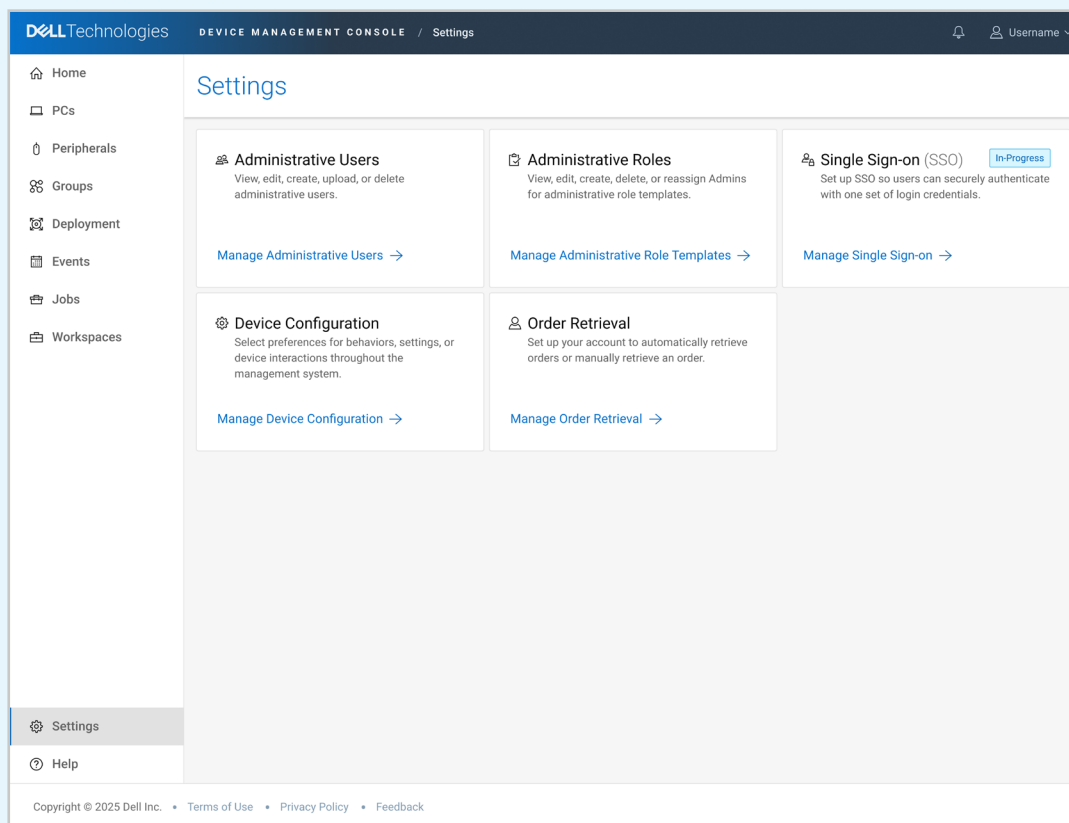 DELLTechnologies DEVICE MANAGEMENT CONSOLE / Settings Username
Home
PCs
Peripherals
Groups
Deployment
Events
Jobs
Workspaces
Settings
Help
Settings
Administrative Users
View, edit, create, upload, or delete
administrative users.
Manage Administrative Users →
Administrative Roles
View, edit, create, delete, or reassign Admins
for administrative role templates.
Manage Administrative Role Templates →
Single Sign-on (SSO) In-Progress
Set up SSO so users can securely authenticate
with one set of login credentials.
Manage Single Sign-on →
Device Configuration
Select preferences for behaviors, settings, or
device interactions throughout the
management system.
Manage Device Configuration →
Order Retrieval
Set up your account to automatically retrieve
orders or manually retrieve an order.
Manage Order Retrieval →
Copyright © 2025 Dell Inc. • Terms of Use • Privacy Policy • Feedback